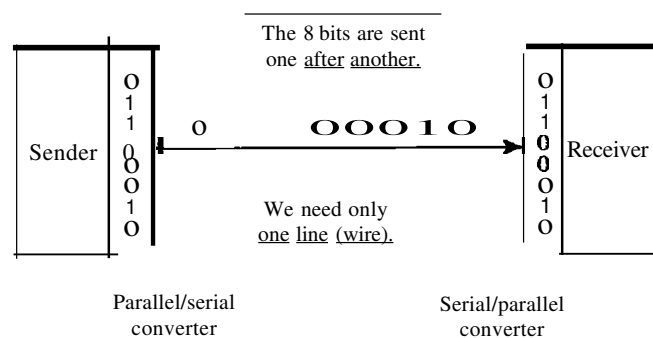 The 8 bits are sent
one after another.
0
1
1
0
0
0
1
0
Sender
0 00010
0
1
1
0
0
0
1
0
Receiver
We need only
one line (wire).
Parallel/serial
converter
Serial/parallel
converter